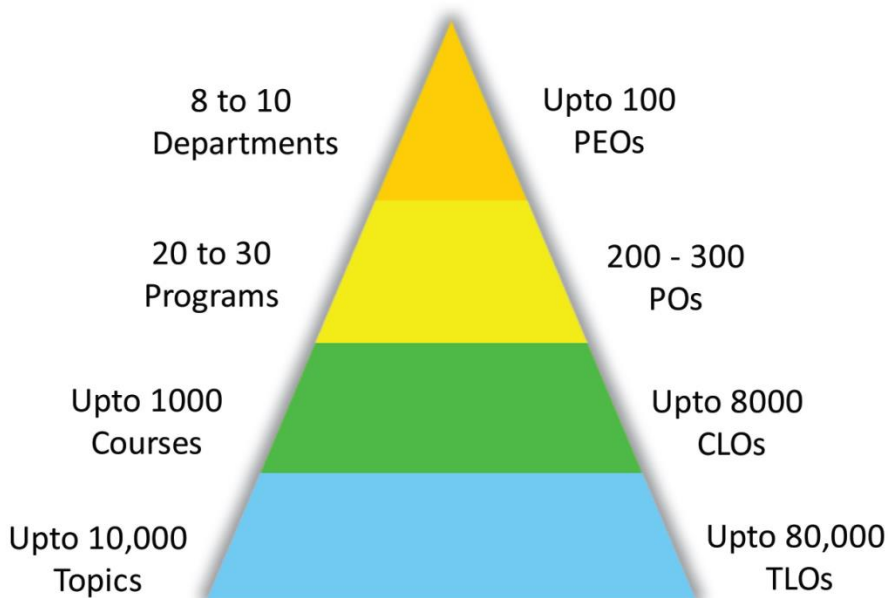 8 to 10
Departments
Upto 100
PEOs
20 to 30
Programs
200 - 300
POs
Upto 1000
Courses
Upto 8000
CLOs
Upto 10,000
Topics
Upto 80,000
TLOs